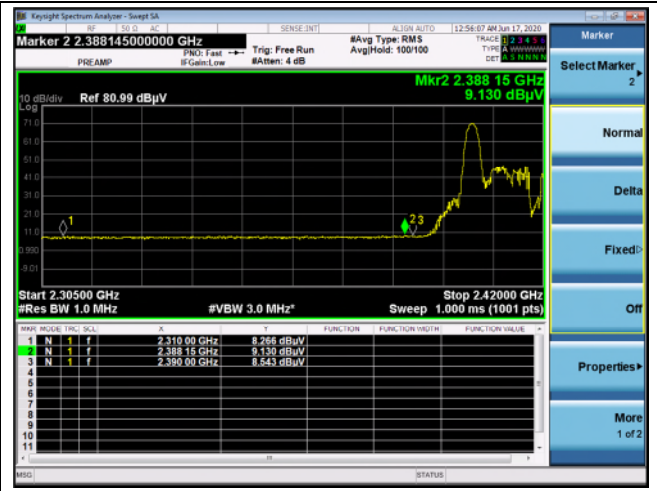 Keysight Spectrum Analyzer - Swept SA
RF 50 Ω AC SENSE:INT ALIGN AUTO 12:56:07 AM Jun 17, 2020
Marker 2 2.388145000000 GHz
PREAMP
PNO: Fast
IFGain:Low
Trig: Free Run
#Atten: 4 dB
#Avg Type: RMS
Avg|Hold: 100/100
TRACE 1 2 3 4 5 6
TYPE A WWWWW
DET A S N N N N
Mkr2 2.388 15 GHz
9.130 dBµV
10 dB/div Ref 80.99 dBµV
Log
71.0
61.0
51.0
41.0
31.0
21.0
11.0
0.990
-9.01
1
2 3
Start 2.30500 GHz Stop 2.42000 GHz
#Res BW 1.0 MHz #VBW 3.0 MHz* Sweep 1.000 ms (1001 pts)
MKR MODE TRC SCL X Y FUNCTION FUNCTION WIDTH FUNCTION VALUE
1 N 1 f 2.310 00 GHz 8.266 dBuV
2 N 1 f 2.388 15 GHz 9.130 dBuV
3 N 1 f 2.390 00 GHz 8.543 dBuV
4
5
6
7
8
9
10
11
MSG STATUS
Marker
Select Marker
2
Normal
Delta
Fixed
Off
Properties
More
1 of 2